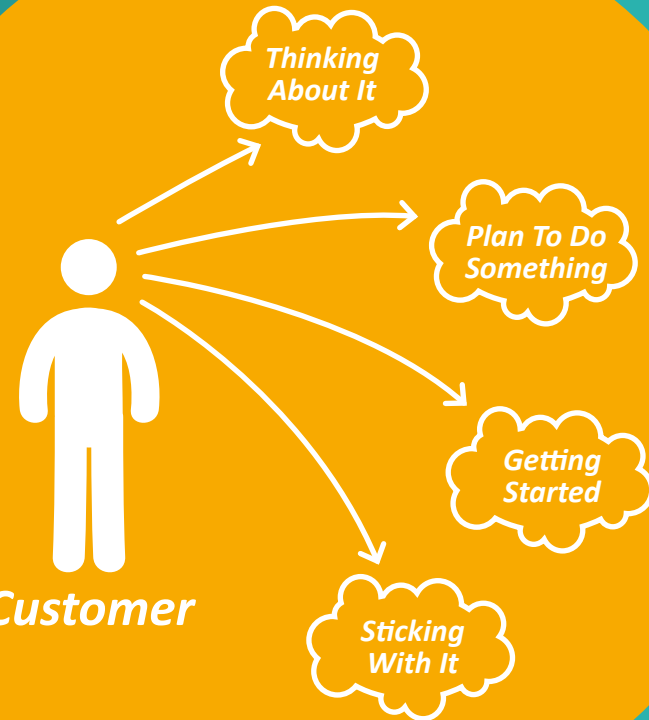 Thinking
About It
Plan To Do
Something
Getting
Started
Sticking
With It
Customer